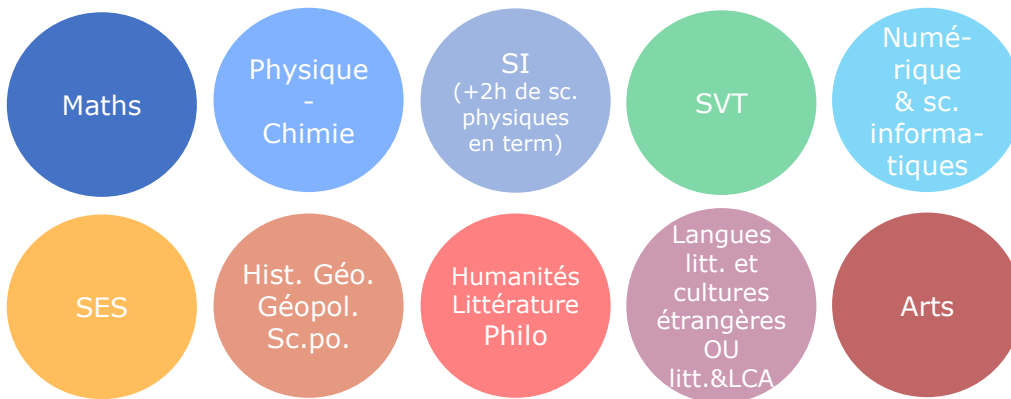 Maths
Physique
-
Chimie
SI
(+2h de sc.
physiques
en term)
SVT
Numé-
rique
& sc.
informa-
tiques
SES
Hist. Géo.
Géopol.
Sc.po.
Humanités
Littérature
Philo
Langues
litt. et
cultures
étrangères
OU
litt.&LCA
Arts